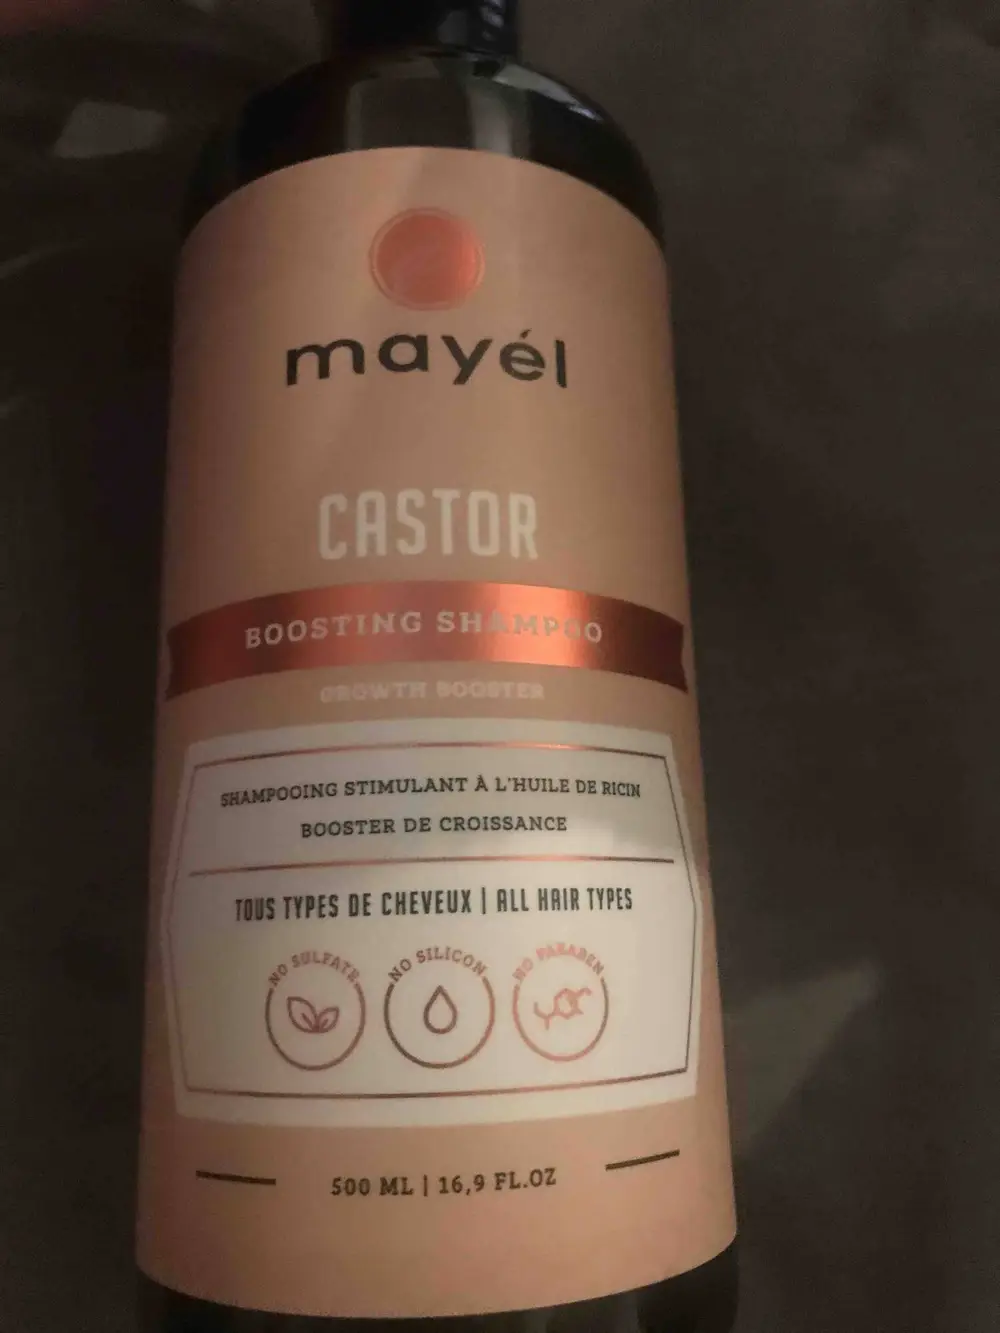 mayél
CASTOR
BOOSTING SHAMPOO
GROWTH BOOSTER
SHAMPOOING STIMULANT À L'HUILE DE RICIN
BOOSTER DE CROISSANCE
TOUS TYPES DE CHEVEUX | ALL HAIR TYPES
NO SULFATE NO SILICON NO PARABEN
500 ML | 16,9 FL.OZ